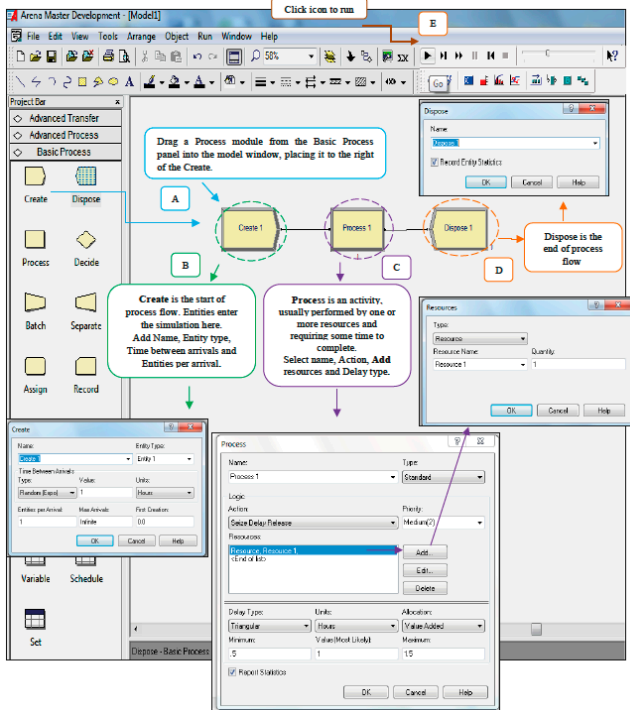 Click icon to run
Arena Master Development - [Model1]
E
File Edit View Tools Arrange Object Run Window Help
58%
Go
Project Bar
Advanced Transfer
Advanced Process
Basic Process
Create
Dispose
Process
Decide
Batch
Separate
Assign
Record
Variable
Schedule
Set
Drag a Process module from the Basic Process
panel into the model window, placing it to the right
of the Create.
A
Create 1
Process 1
Dispose 1
B
C
D
Create is the start of
process flow. Entities enter
the simulation here.
Add Name, Entity type,
Time between arrivals and
Entities per arrival.
Process is an activity,
usually performed by one or
more resources and
requiring some time to
complete.
Select name, Action, Add
resources and Delay type.
Dispose is the
end of process
flow
Dispose
Name
Dispose 1
Record Entity Statistics
OK Cancel Help
Resources
Type:
Resource
Resource Name: Quantity:
Resource 1 1
OK Cancel Help
Create
Name: Entity Type:
Create 1 Entity 1
Time Between Arrivals
Type: Value: Units:
Random (Expo) 1 Hours
Entities per Arrival: Max Arrivals: First Creation:
1 Infinite 0.0
OK Cancel Help
Process
Name: Type:
Process 1 Standard
Logic
Action: Priority:
Seize Delay Release Medium(2)
Resources:
Resource, Resource 1,
<End of list>
Add...
Edit...
Delete
Delay Type: Units: Allocation:
Triangular Hours Value Added
Minimum: Value (Most Likely): Maximum:
.5 1 1.5
Report Statistics
OK Cancel Help
Dispose - Basic Process